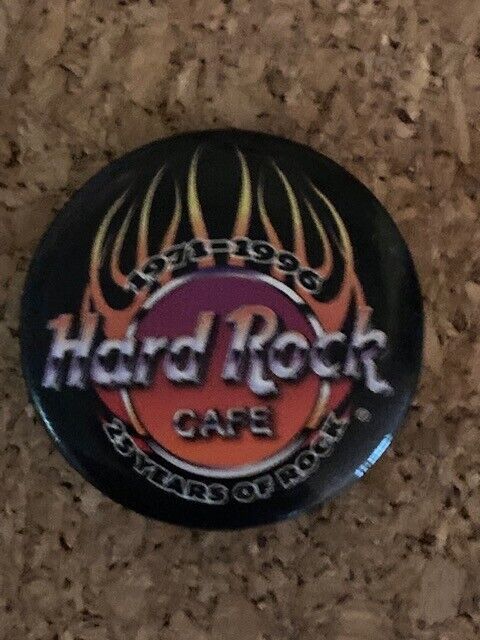 1971-1996
Hard Rock
CAFE
®
25 YEARS OF ROCK